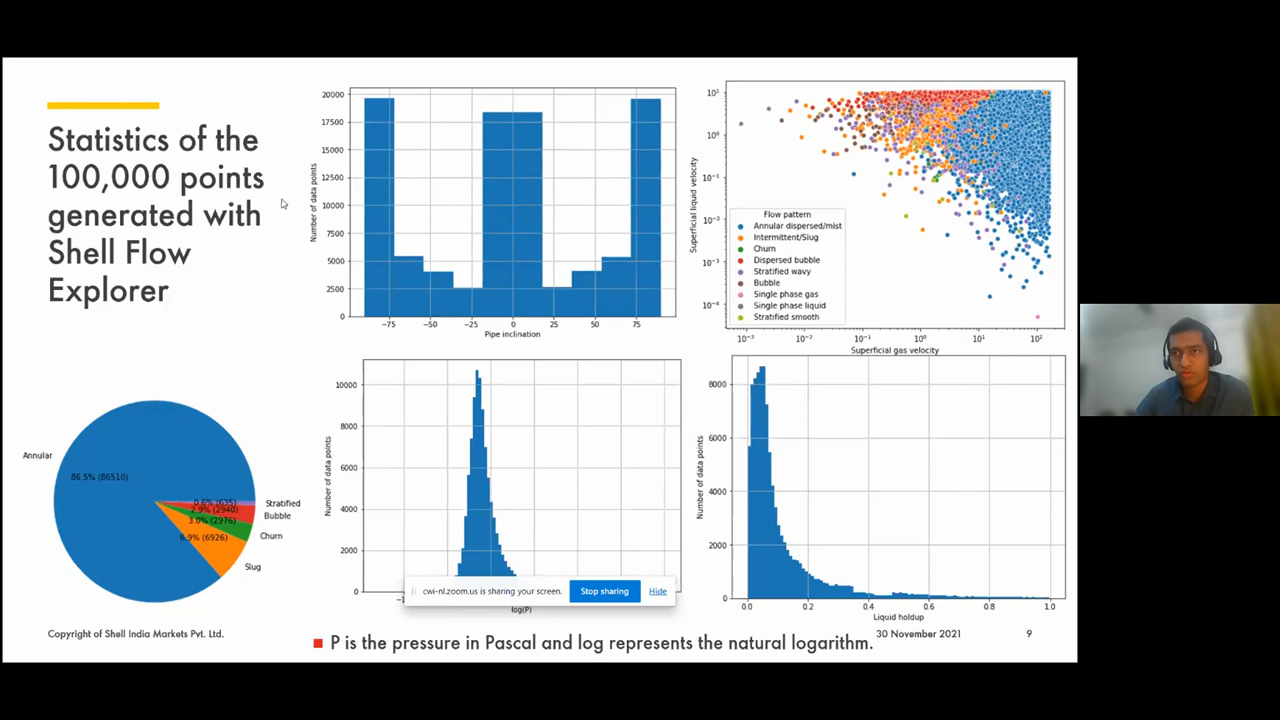 Statistics of the
100,000 points
generated with
Shell Flow
Explorer
20000
17500
15000
12500
10000
7500
5000
2500
0
Number of data points
−75
−50
−25
0
25
50
75
Pipe inclination
10¹
10⁰
10⁻¹
10⁻²
10⁻³
10⁻⁴
Superficial liquid velocity
Flow pattern
Annular dispersed/mist
Intermittent/Slug
Churn
Dispersed bubble
Stratified wavy
Bubble
Single phase gas
Single phase liquid
Stratified smooth
10⁻³
10⁻²
10⁻¹
10⁰
10¹
10²
Superficial gas velocity
Annular
86.5% (86510)
0.6% (635)
2.9% (2940)
3.0% (2976)
6.9% (6926)
Stratified
Bubble
Churn
Slug
10000
8000
6000
4000
2000
0
Number of data points
cwi-nl.zoom.us is sharing your screen.
Stop sharing
Hide
log(P)
8000
6000
4000
2000
0
Number of data points
0.0
0.2
0.4
0.6
0.8
1.0
Liquid holdup
Copyright of Shell India Markets Pvt. Ltd.
P is the pressure in Pascal and log represents the natural logarithm.
30 November 2021
9